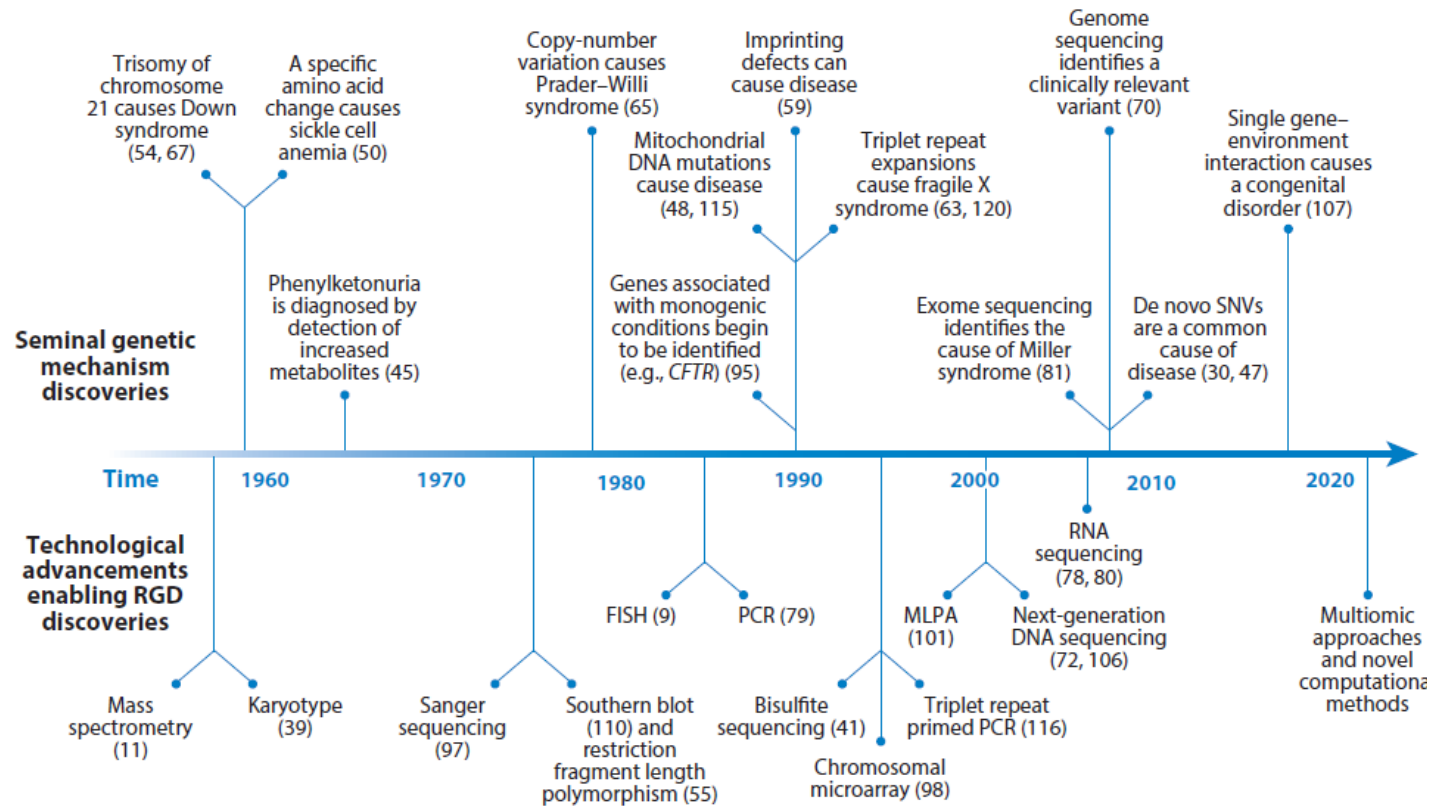 Trisomy of
chromosome
21 causes Down
syndrome
(54, 67)
A specific
amino acid
change causes
sickle cell
anemia (50)
Copy-number
variation causes
Prader–Willi
syndrome (65)
Imprinting
defects can
cause disease
(59)
Genome
sequencing
identifies a
clinically relevant
variant (70)
Mitochondrial
DNA mutations
cause disease
(48, 115)
Triplet repeat
expansions
cause fragile X
syndrome (63, 120)
Single gene–
environment
interaction causes
a congenital
disorder (107)
Seminal genetic
mechanism
discoveries
Phenylketonuria
is diagnosed by
detection of
increased
metabolites (45)
Genes associated
with monogenic
conditions begin
to be identified
(e.g., CFTR) (95)
Exome sequencing
identifies the
cause of Miller
syndrome (81)
De novo SNVs
are a common
cause of
disease (30, 47)
Time 1960 1970 1980 1990 2000 2010 2020
Technological
advancements
enabling RGD
discoveries
Mass
spectrometry
(11)
Karyotype
(39)
Sanger
sequencing
(97)
Southern blot
(110) and
restriction
fragment length
polymorphism (55)
FISH (9)
PCR (79)
Bisulfite
sequencing (41)
Chromosomal
microarray (98)
Triplet repeat
primed PCR (116)
MLPA
(101)
Next-generation
DNA sequencing
(72, 106)
RNA
sequencing
(78, 80)
Multiomic
approaches
and novel
computationa
methods